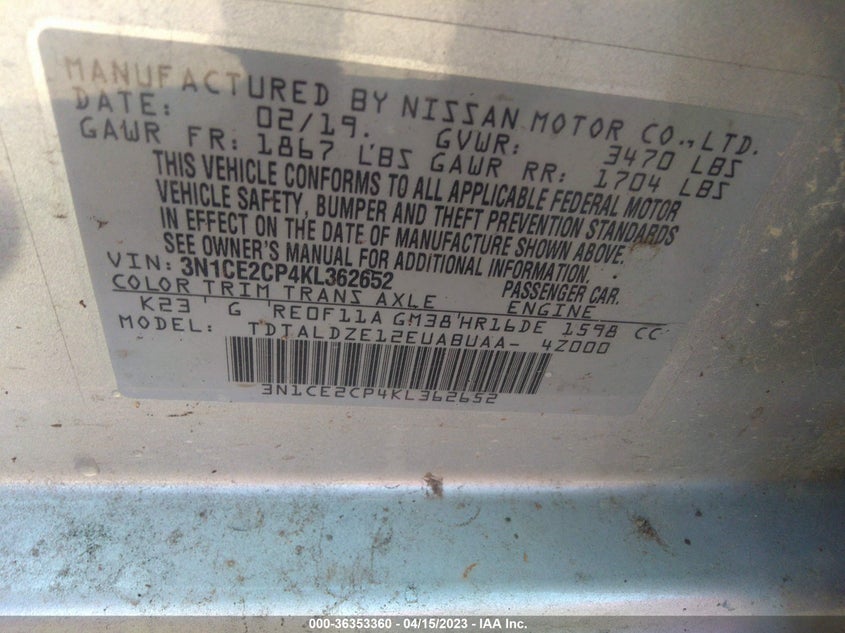 MANUFACTURED BY NISSAN MOTOR CO., LTD.
DATE: 02/19. GVWR: 3470 LBS
GAWR FR: 1867 LBS GAWR RR: 1704 LBS
THIS VEHICLE CONFORMS TO ALL APPLICABLE FEDERAL MOTOR
VEHICLE SAFETY, BUMPER AND THEFT PREVENTION STANDARDS
IN EFFECT ON THE DATE OF MANUFACTURE SHOWN ABOVE.
SEE OWNER'S MANUAL FOR ADDITIONAL INFORMATION.
VIN: 3N1CE2CP4KL362652 PASSENGER CAR.
COLOR TRIM TRANS AXLE ENGINE
K23 ' G 'RE0F11A GM38'HR16DE 1598 CC
MODEL: TDTALDZE12EUABUAA- 4Z000
3N1CE2CP4KL362652
000-36353360 - 04/15/2023 - IAA Inc.